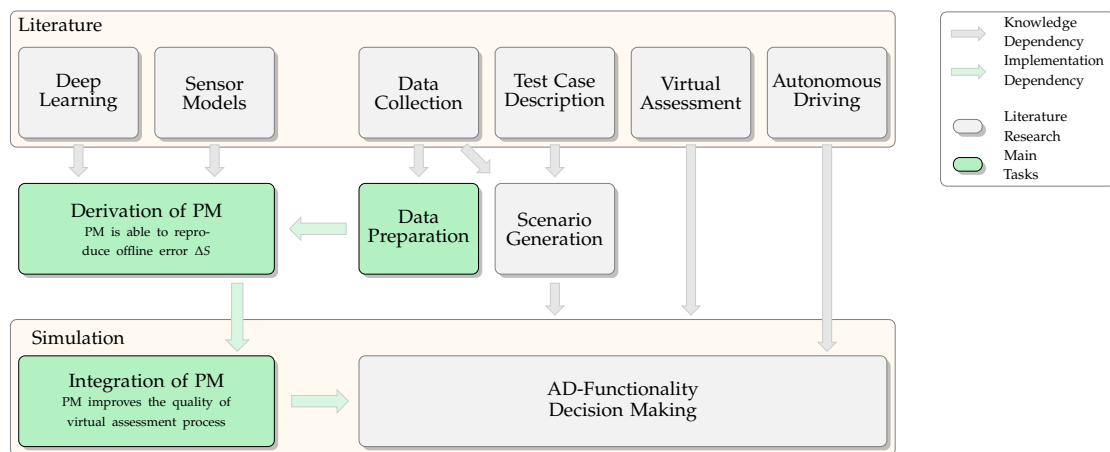 Literature
Deep
Learning
Sensor
Models
Data
Collection
Test Case
Description
Virtual
Assessment
Autonomous
Driving
Knowledge
Dependency
Implementation
Dependency
Literature
Research
Main
Tasks
Derivation of PM
PM is able to repro-
duce offline error ΔS
Data
Preparation
Scenario
Generation
Simulation
Integration of PM
PM improves the quality of
virtual assessment process
AD-Functionality
Decision Making